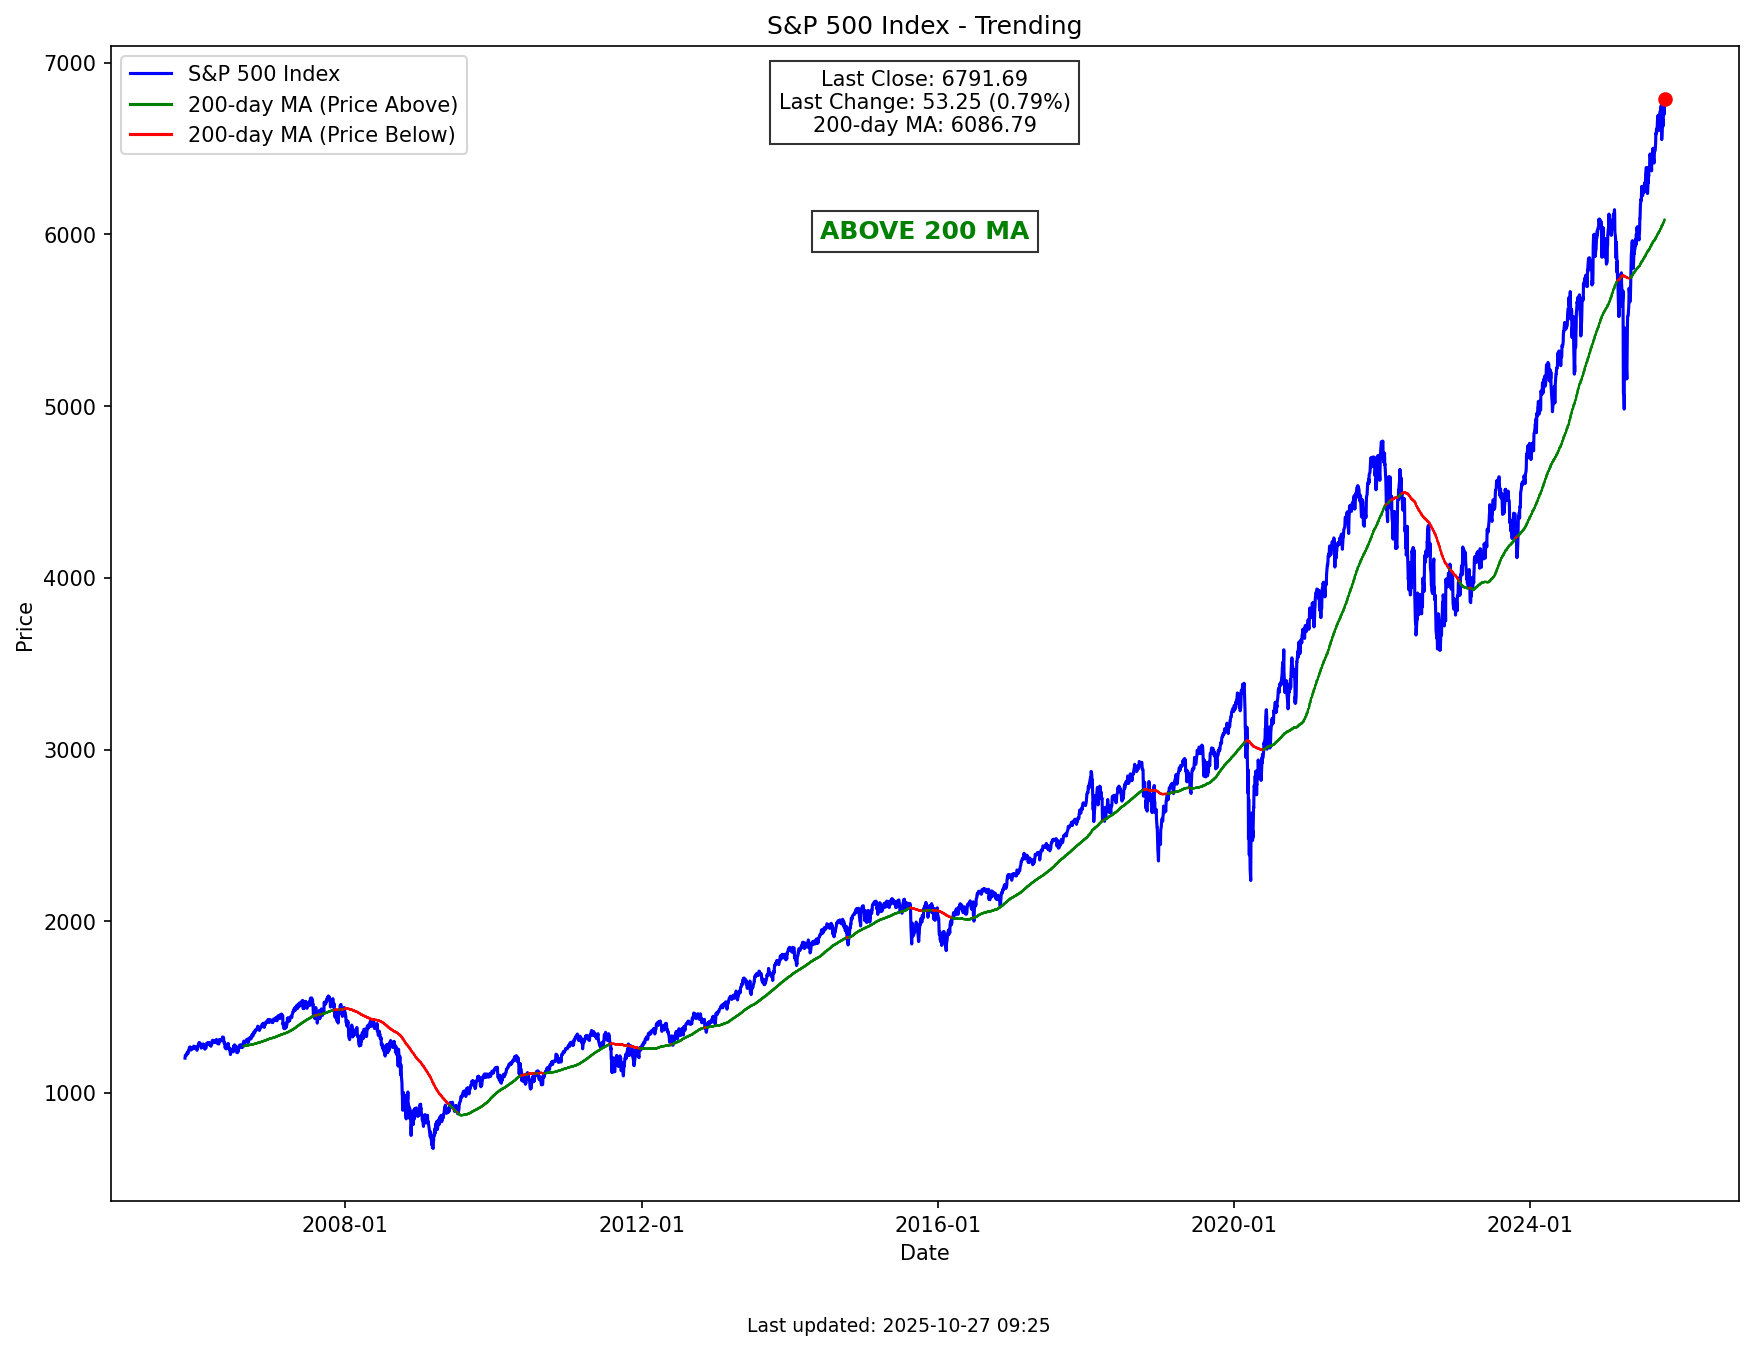 S&P 500 Index - Trending
S&P 500 Index
200-day MA (Price Above)
200-day MA (Price Below)
Last Close: 6791.69
Last Change: 53.25 (0.79%)
200-day MA: 6086.79
ABOVE 200 MA
7000
6000
5000
4000
3000
2000
1000
Price
2008-01
2012-01
2016-01
2020-01
2024-01
Date
Last updated: 2025-10-27 09:25